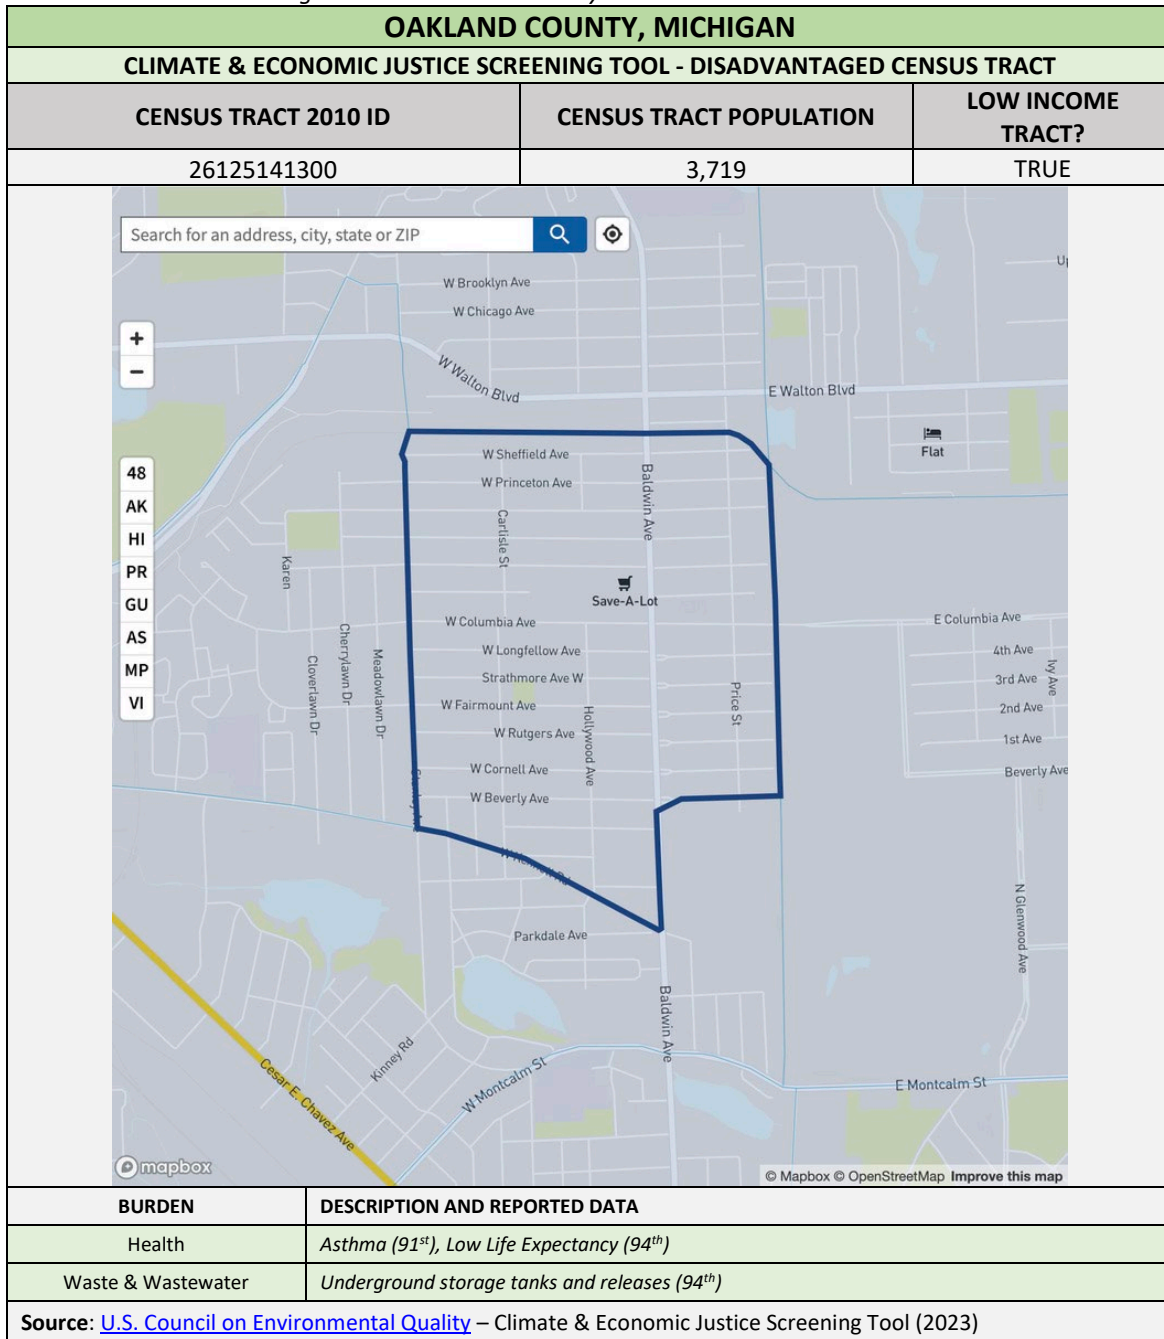 OAKLAND COUNTY, MICHIGAN
CLIMATE & ECONOMIC JUSTICE SCREENING TOOL - DISADVANTAGED CENSUS TRACT
CENSUS TRACT 2010 ID
CENSUS TRACT POPULATION
LOW INCOME
TRACT?
26125141300
3,719
TRUE
Search for an address, city, state or ZIP
W Brooklyn Ave
W Chicago Ave
+
−
W Walton Blvd
E Walton Blvd
Flat
W Sheffield Ave
W Princeton Ave
Baldwin Ave
Carlisle St
48
AK
HI
PR
GU
AS
MP
VI
Karen
Save-A-Lot
W Columbia Ave
E Columbia Ave
W Longfellow Ave
4th Ave
Strathmore Ave W
3rd Ave
Ivy Ave
Cherrylawn Dr
Cloverlawn Dr
Meadowlawn Dr
Price St
W Fairmount Ave
2nd Ave
Hollywood Ave
W Rutgers Ave
1st Ave
W Cornell Ave
Beverly Ave
W Beverly Ave
Stanley Ave
W Kennett Rd
N Glenwood Ave
Parkdale Ave
Baldwin Ave
Kinney Rd
Cesar E. Chavez Ave
W Montcalm St
E Montcalm St
mapbox
© Mapbox © OpenStreetMap Improve this map
BURDEN
DESCRIPTION AND REPORTED DATA
Health
Asthma (91st), Low Life Expectancy (94th)
Waste & Wastewater
Underground storage tanks and releases (94th)
Source: U.S. Council on Environmental Quality – Climate & Economic Justice Screening Tool (2023)